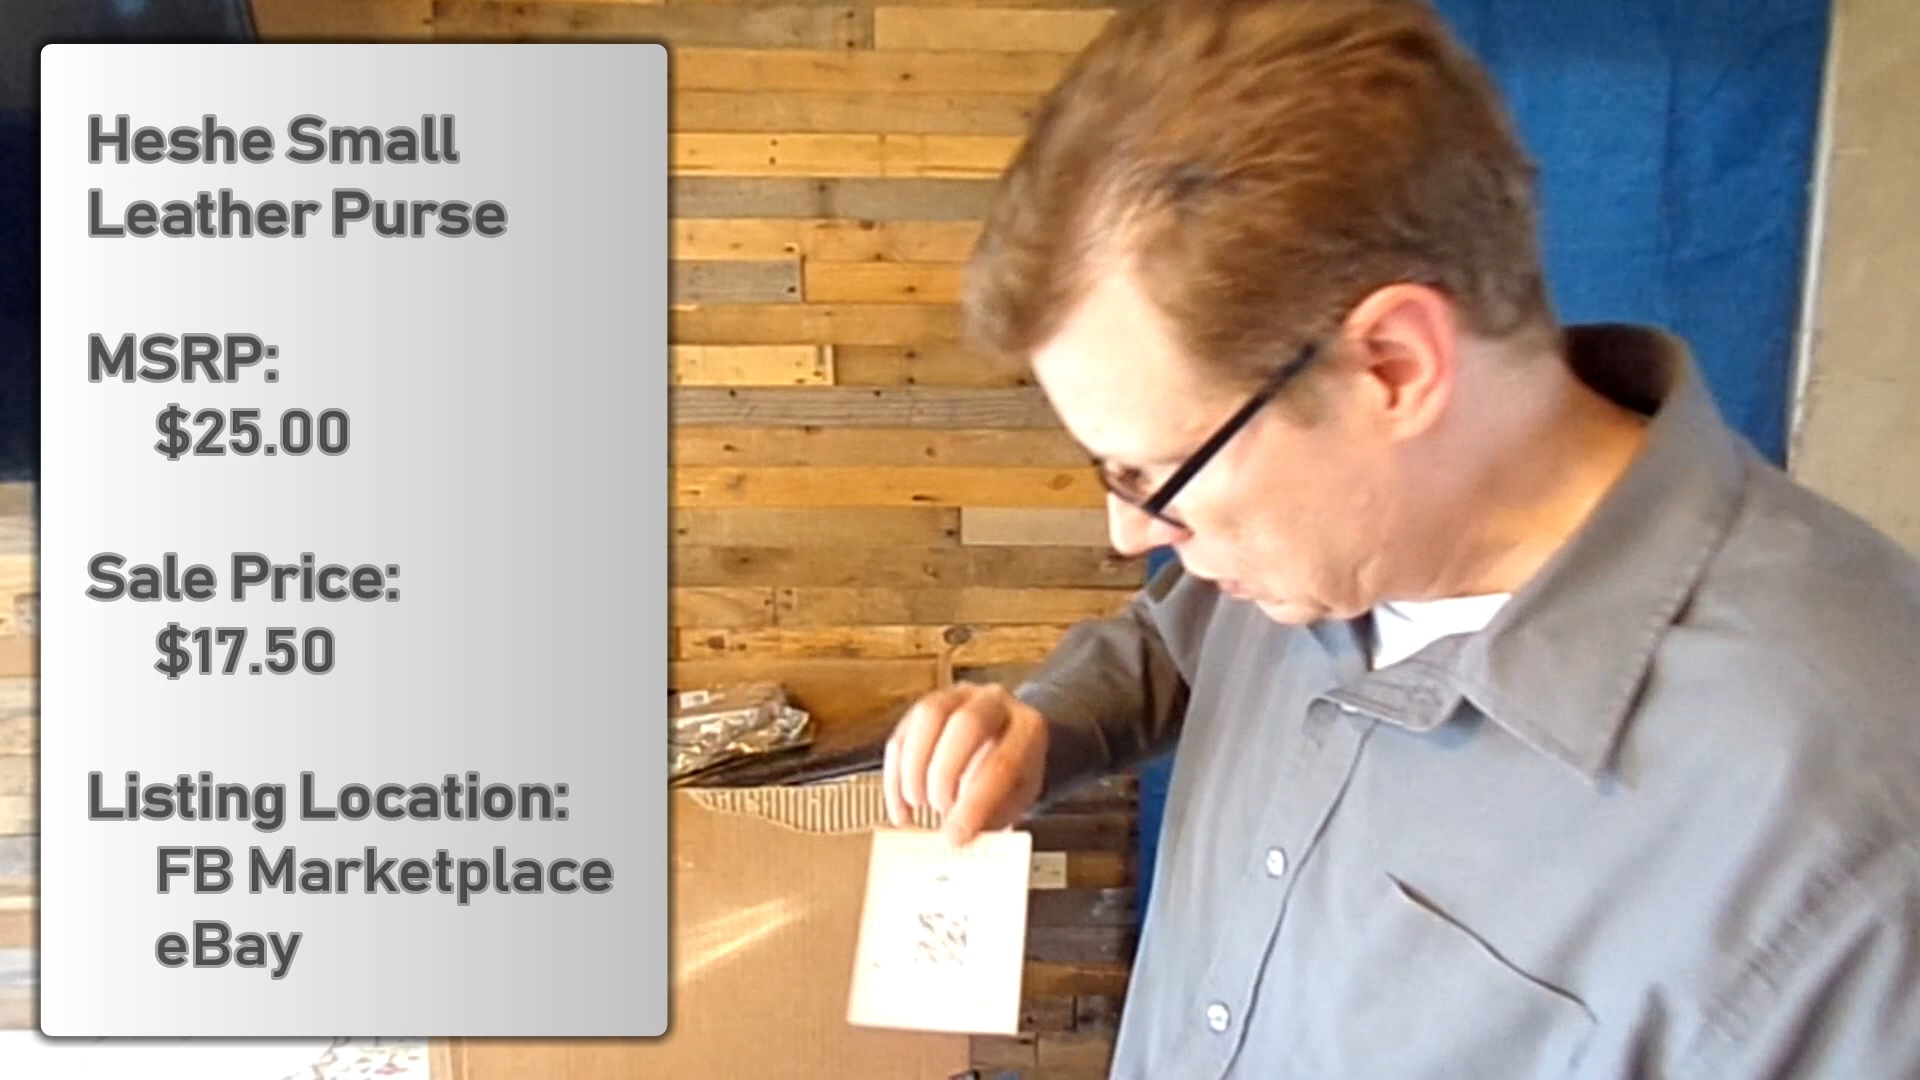 Heshe Small
Leather Purse
MSRP:
$25.00
Sale Price:
$17.50
Listing Location:
FB Marketplace
eBay